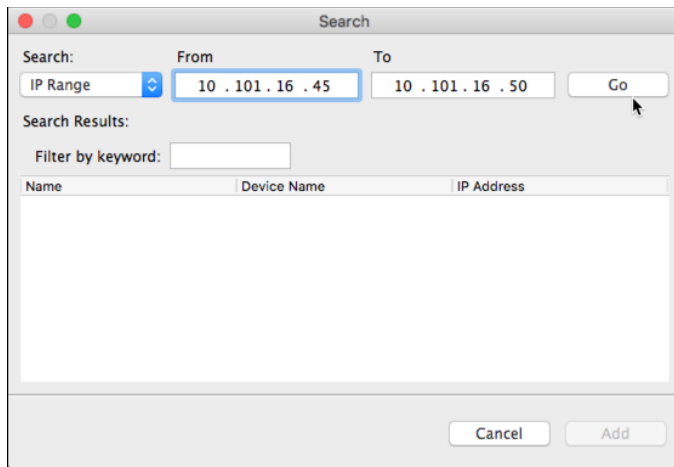 Search
Search: From To
IP Range 10 . 101 . 16 . 45 10 . 101 . 16 . 50 Go
Search Results:
Filter by keyword:
Name Device Name IP Address
Cancel Add